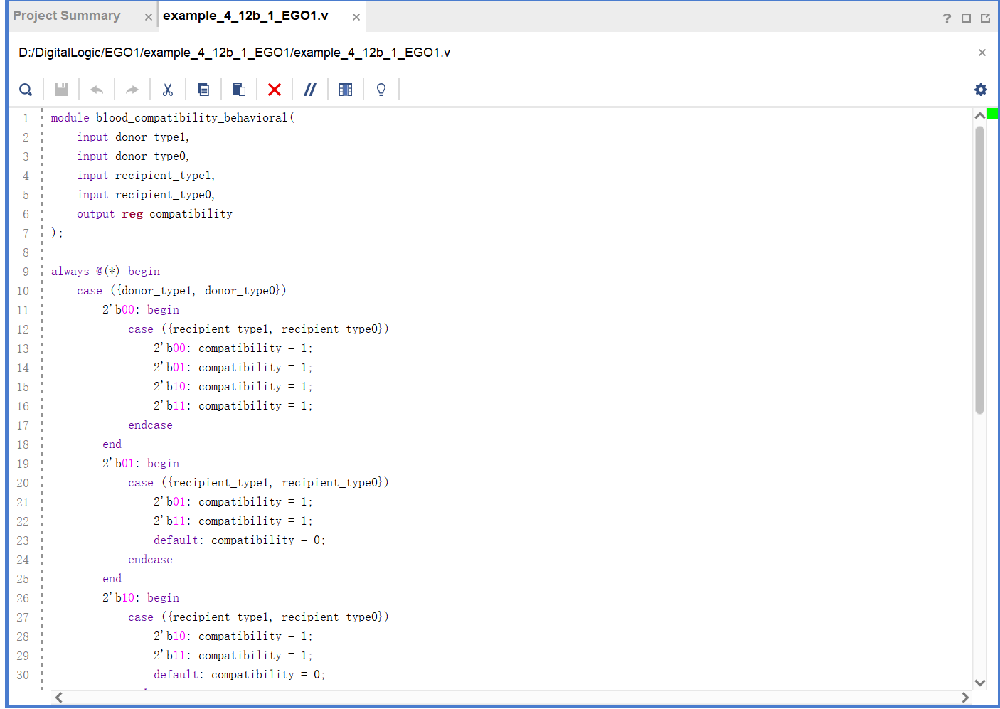 Project Summary × example_4_12b_1_EGO1.v ×
?
D:/DigitalLogic/EGO1/example_4_12b_1_EGO1/example_4_12b_1_EGO1.v ×
1 module blood_compatibility_behavioral(
2     input donor_type1,
3     input donor_type0,
4     input recipient_type1,
5     input recipient_type0,
6     output reg compatibility
7 );
8
9 always @(*) begin
10     case ({donor_type1, donor_type0})
11         2'b00: begin
12             case ({recipient_type1, recipient_type0})
13                 2'b00: compatibility = 1;
14                 2'b01: compatibility = 1;
15                 2'b10: compatibility = 1;
16                 2'b11: compatibility = 1;
17             endcase
18         end
19         2'b01: begin
20             case ({recipient_type1, recipient_type0})
21                 2'b01: compatibility = 1;
22                 2'b11: compatibility = 1;
23                 default: compatibility = 0;
24             endcase
25         end
26         2'b10: begin
27             case ({recipient_type1, recipient_type0})
28                 2'b10: compatibility = 1;
29                 2'b11: compatibility = 1;
30                 default: compatibility = 0;